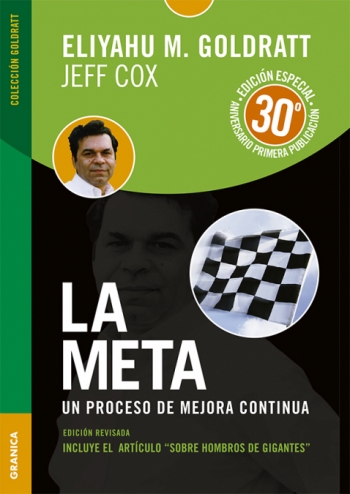 COLECCIÓN GOLDRATT
ELIYAHU M. GOLDRATT
JEFF COX
EDICIÓN ESPECIAL
30º
ANIVERSARIO PRIMERA PUBLICACIÓN
LA
META
UN PROCESO DE MEJORA CONTINUA
EDICIÓN REVISADA
INCLUYE EL ARTÍCULO “SOBRE HOMBROS DE GIGANTES”
GRANICA